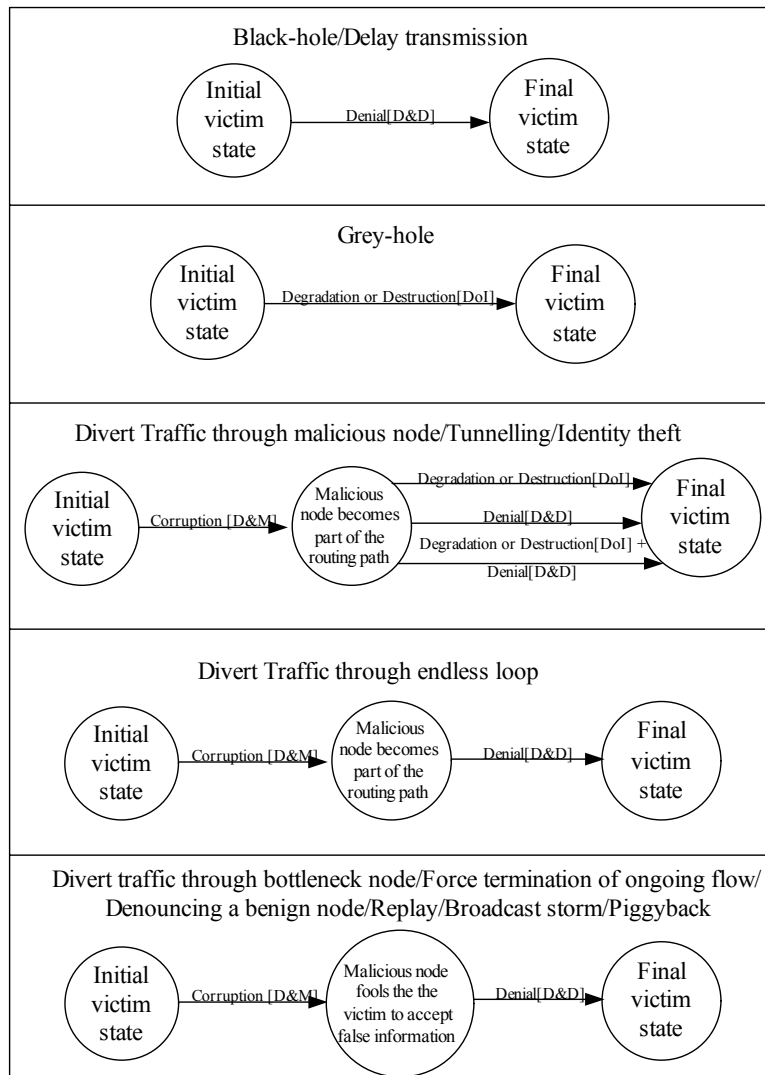 Black-hole/Delay transmission
Initial
victim
state
Denial[D&D]
Final
victim
state
Grey-hole
Initial
victim
state
Degradation or Destruction[DoI]
Final
victim
state
Divert Traffic through malicious node/Tunnelling/Identity theft
Initial
victim
state
Corruption [D&M]
Malicious
node becomes
part of the
routing path
Degradation or Destruction[DoI]
Denial[D&D]
Degradation or Destruction[DoI] +
Denial[D&D]
Final
victim
state
Divert Traffic through endless loop
Initial
victim
state
Corruption [D&M]
Malicious
node becomes
part of the
routing path
Denial[D&D]
Final
victim
state
Divert traffic through bottleneck node/Force termination of ongoing flow/
Denouncing a benign node/Replay/Broadcast storm/Piggyback
Initial
victim
state
Corruption [D&M]
Malicious node
fools the the
victim to accept
false information
Denial[D&D]
Final
victim
state